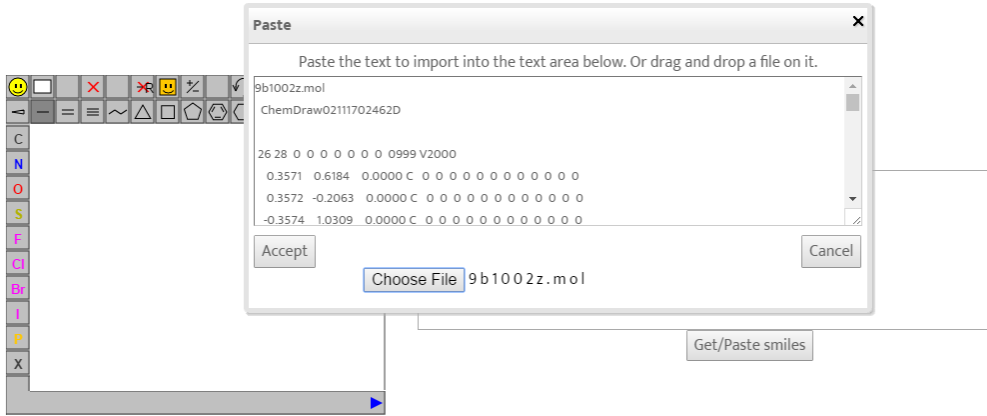 Paste
Paste the text to import into the text area below. Or drag and drop a file on it.
9b1002z.mol
ChemDraw02111702462D
26 28 0 0 0 0 0 0 0 0999 V2000
0.3571 0.6184 0.0000 C 0 0 0 0 0 0 0 0 0 0 0 0
0.3572 -0.2063 0.0000 C 0 0 0 0 0 0 0 0 0 0 0 0
-0.3574 1.0309 0.0000 C 0 0 0 0 0 0 0 0 0 0 0 0
Accept
Cancel
Choose File 9b1002z.mol
Get/Paste smiles
R
C
N
O
S
F
Cl
Br
I
P
X